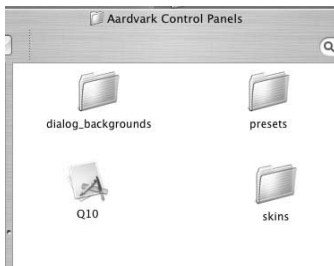 Aardvark Control Panels
dialog_backgrounds
presets
Q10
skins